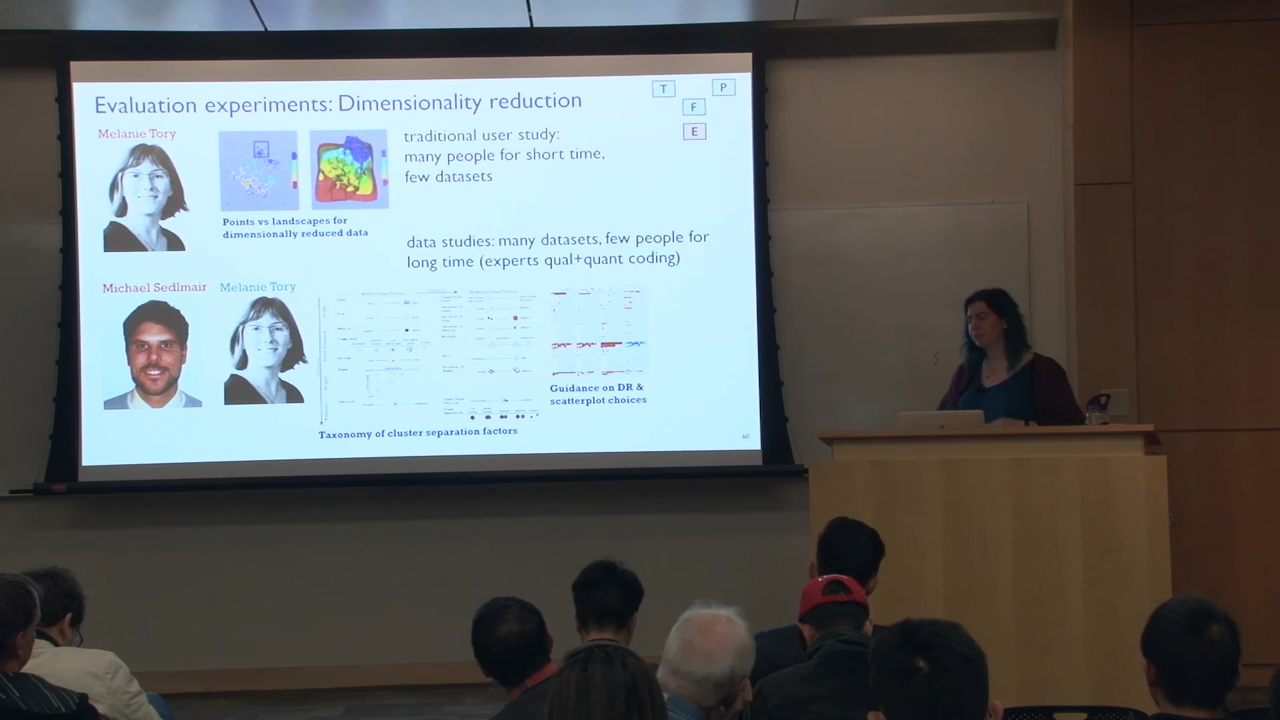 Evaluation experiments: Dimensionality reduction
T
P
F
E
Melanie Tory
traditional user study:
many people for short time,
few datasets
Points vs landscapes for
dimensionally reduced data
data studies: many datasets, few people for
long time (experts qual+quant coding)
Michael Sedlmair
Melanie Tory
Guidance on DR &
scatterplot choices
Taxonomy of cluster separation factors
60